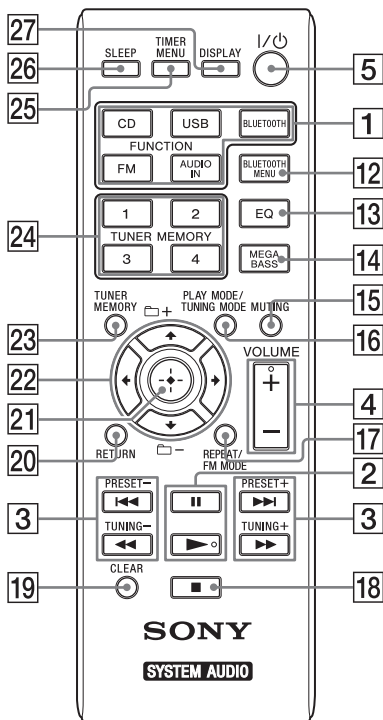 27
SLEEP
TIMER MENU
DISPLAY
I/⏻
26
25
5
CD
USB
BLUETOOTH
1
FUNCTION
FM
AUDIO IN
BLUETOOTH MENU
12
24
1
2
EQ
13
TUNER MEMORY
3
4
MEGA BASS
14
TUNER MEMORY
PLAY MODE/
TUNING MODE
MUTING
15
+
16
23
VOLUME
22
+
4
21
−
17
20
RETURN
−
REPEAT/
FM MODE
2
3
PRESET−
PRESET+
3
TUNING−
TUNING+
19
CLEAR
18
SONY
SYSTEM AUDIO